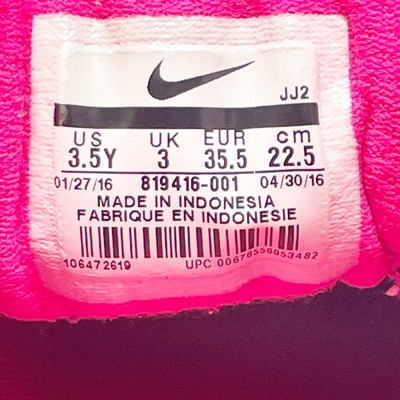 JJ2
US UK EUR cm
3.5Y 3 35.5 22.5
01/27/16 819416-001 04/30/16
MADE IN INDONESIA
FABRIQUE EN INDONESIE
106472619 UPC 00676556953482